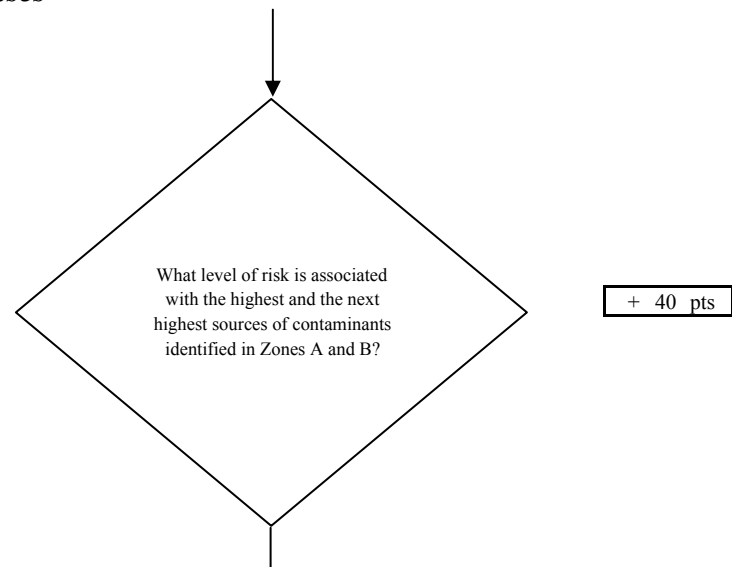 What level of risk is associated
with the highest and the next
highest sources of contaminants
identified in Zones A and B?
+ 40 pts